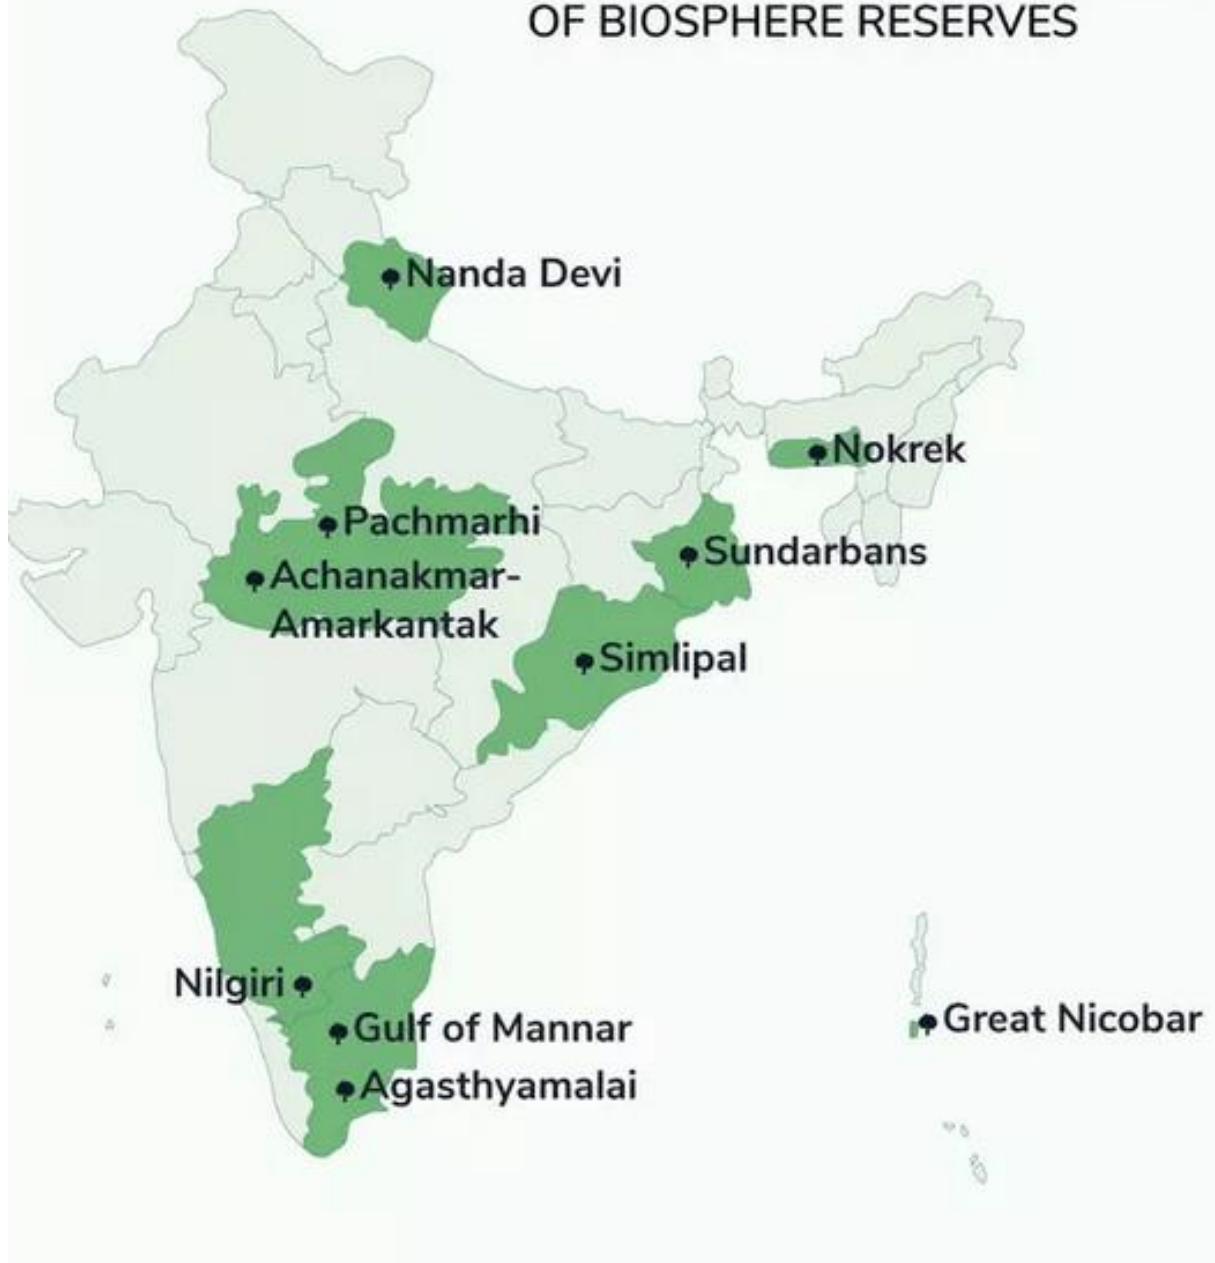 OF BIOSPHERE RESERVES
Nanda Devi
Nokrek
Pachmarhi
Sundarbans
Achanakmar-
Amarkantak
Simlipal
Nilgiri
Great Nicobar
Gulf of Mannar
Agasthyamalai